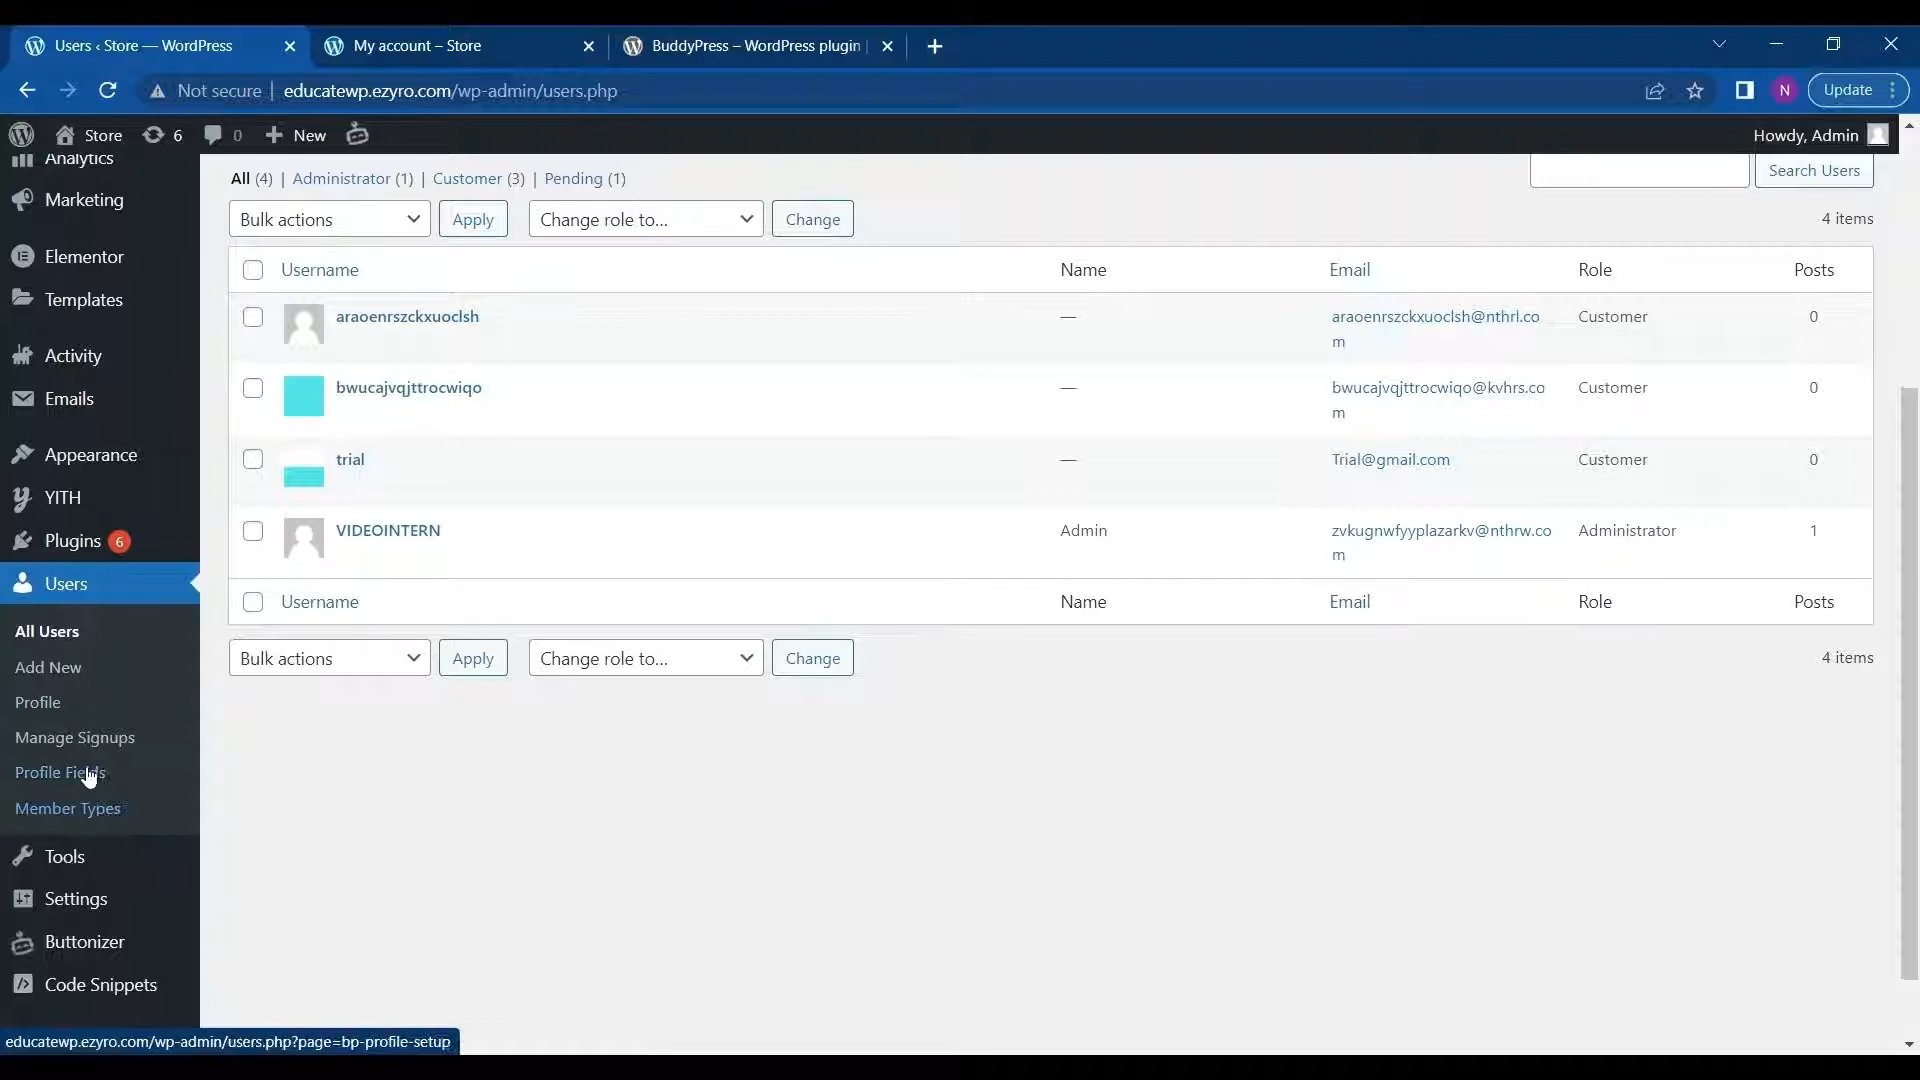 Users ‹ Store — WordPress
My account – Store
BuddyPress – WordPress plugin
Not secure
educatewp.ezyro.com/wp-admin/users.php
N
Update
Store
6
0
New
Howdy, Admin
Analytics
Marketing
Elementor
Templates
Activity
Emails
Appearance
YITH
Plugins 6
Users
All Users
Add New
Profile
Manage Signups
Profile Fields
Member Types
Tools
Settings
Buttonizer
Code Snippets
All (4) | Administrator (1) | Customer (3) | Pending (1)
Search Users
Bulk actions
Apply
Change role to...
Change
4 items
Username Name Email Role Posts
araoenrszckxuoclsh — araoenrszckxuoclsh@nthrl.co Customer 0
m
bwucajvqjttrocwiqo — bwucajvqjttrocwiqo@kvhrs.co Customer 0
m
trial — Trial@gmail.com Customer 0
VIDEOINTERN Admin zvkugnwfyyplazarkv@nthrw.co Administrator 1
m
Username Name Email Role Posts
Bulk actions
Apply
Change role to...
Change
4 items
educatewp.ezyro.com/wp-admin/users.php?page=bp-profile-setup